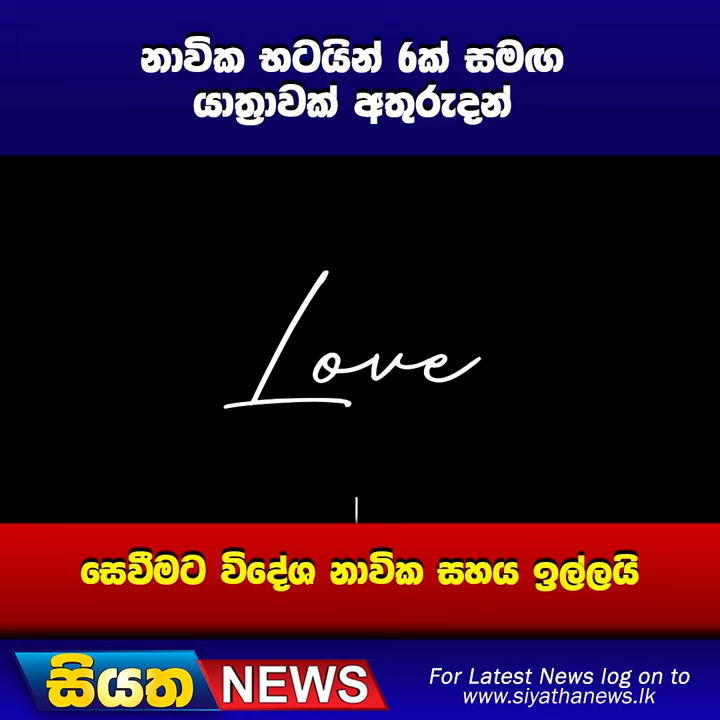 නාවික භටයින් 6ක් සමඟ
යාත්‍රාවක් අතුරුදන්
Love
සෙවීමට විදේශ නාවික සහය ඉල්ලයි
සියත NEWS
For Latest News log on to
www.siyathanews.lk